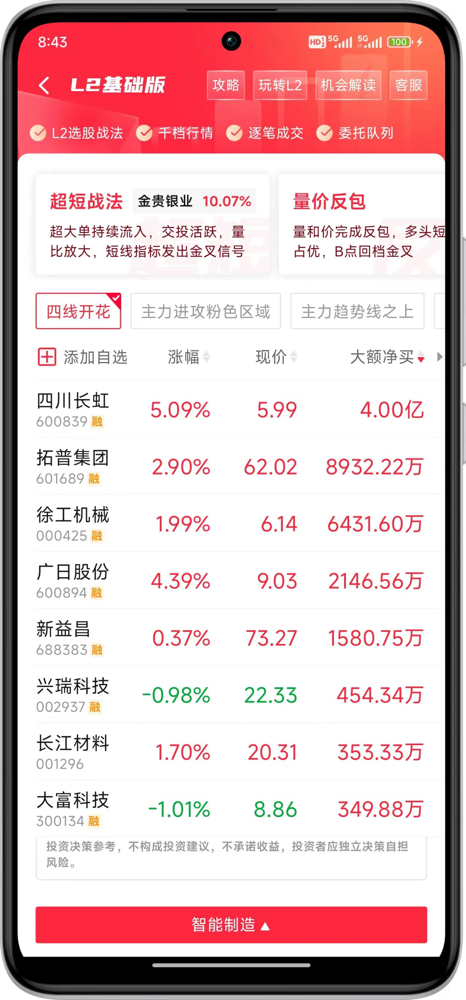 8:43
HD 1 2 5G 5G 100
L2基础版 攻略 玩转L2 机会解读 客服
L2选股战法 千档行情 逐笔成交 委托队列
超短战法 金贵银业 10.07%
超大单持续流入，交投活跃，量
比放大，短线指标发出金叉信号
量价反包
量和价完成反包，多头短
占优，B点回档金叉
四线开花 主力进攻粉色区域 主力趋势线之上
添加自选 涨幅 现价 大额净买
四川长虹
600839 融
5.09% 5.99 4.00亿
拓普集团
601689 融
2.90% 62.02 8932.22万
徐工机械
000425 融
1.99% 6.14 6431.60万
广日股份
600894 融
4.39% 9.03 2146.56万
新益昌
688383 融
0.37% 73.27 1580.75万
兴瑞科技
002937 融
-0.98% 22.33 454.34万
长江材料
001296
1.70% 20.31 353.33万
大富科技
300134 融
-1.01% 8.86 349.88万
投资决策参考，不构成投资建议，不承诺收益，投资者应独立决策自担
风险。
智能制造